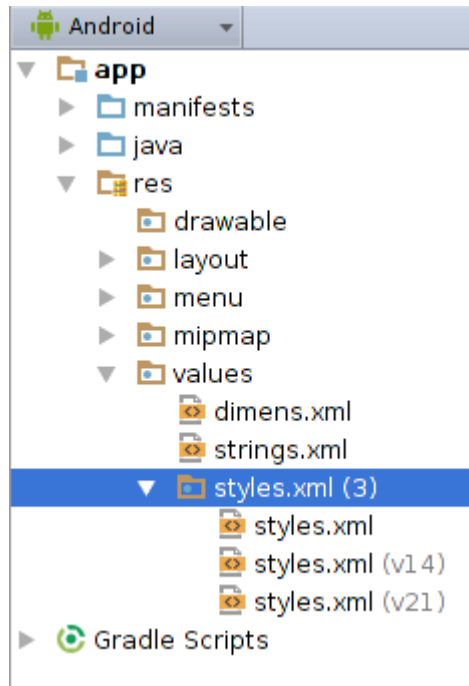 Android
app
manifests
java
res
drawable
layout
menu
mipmap
values
dimens.xml
strings.xml
styles.xml (3)
styles.xml
styles.xml (v14)
styles.xml (v21)
Gradle Scripts